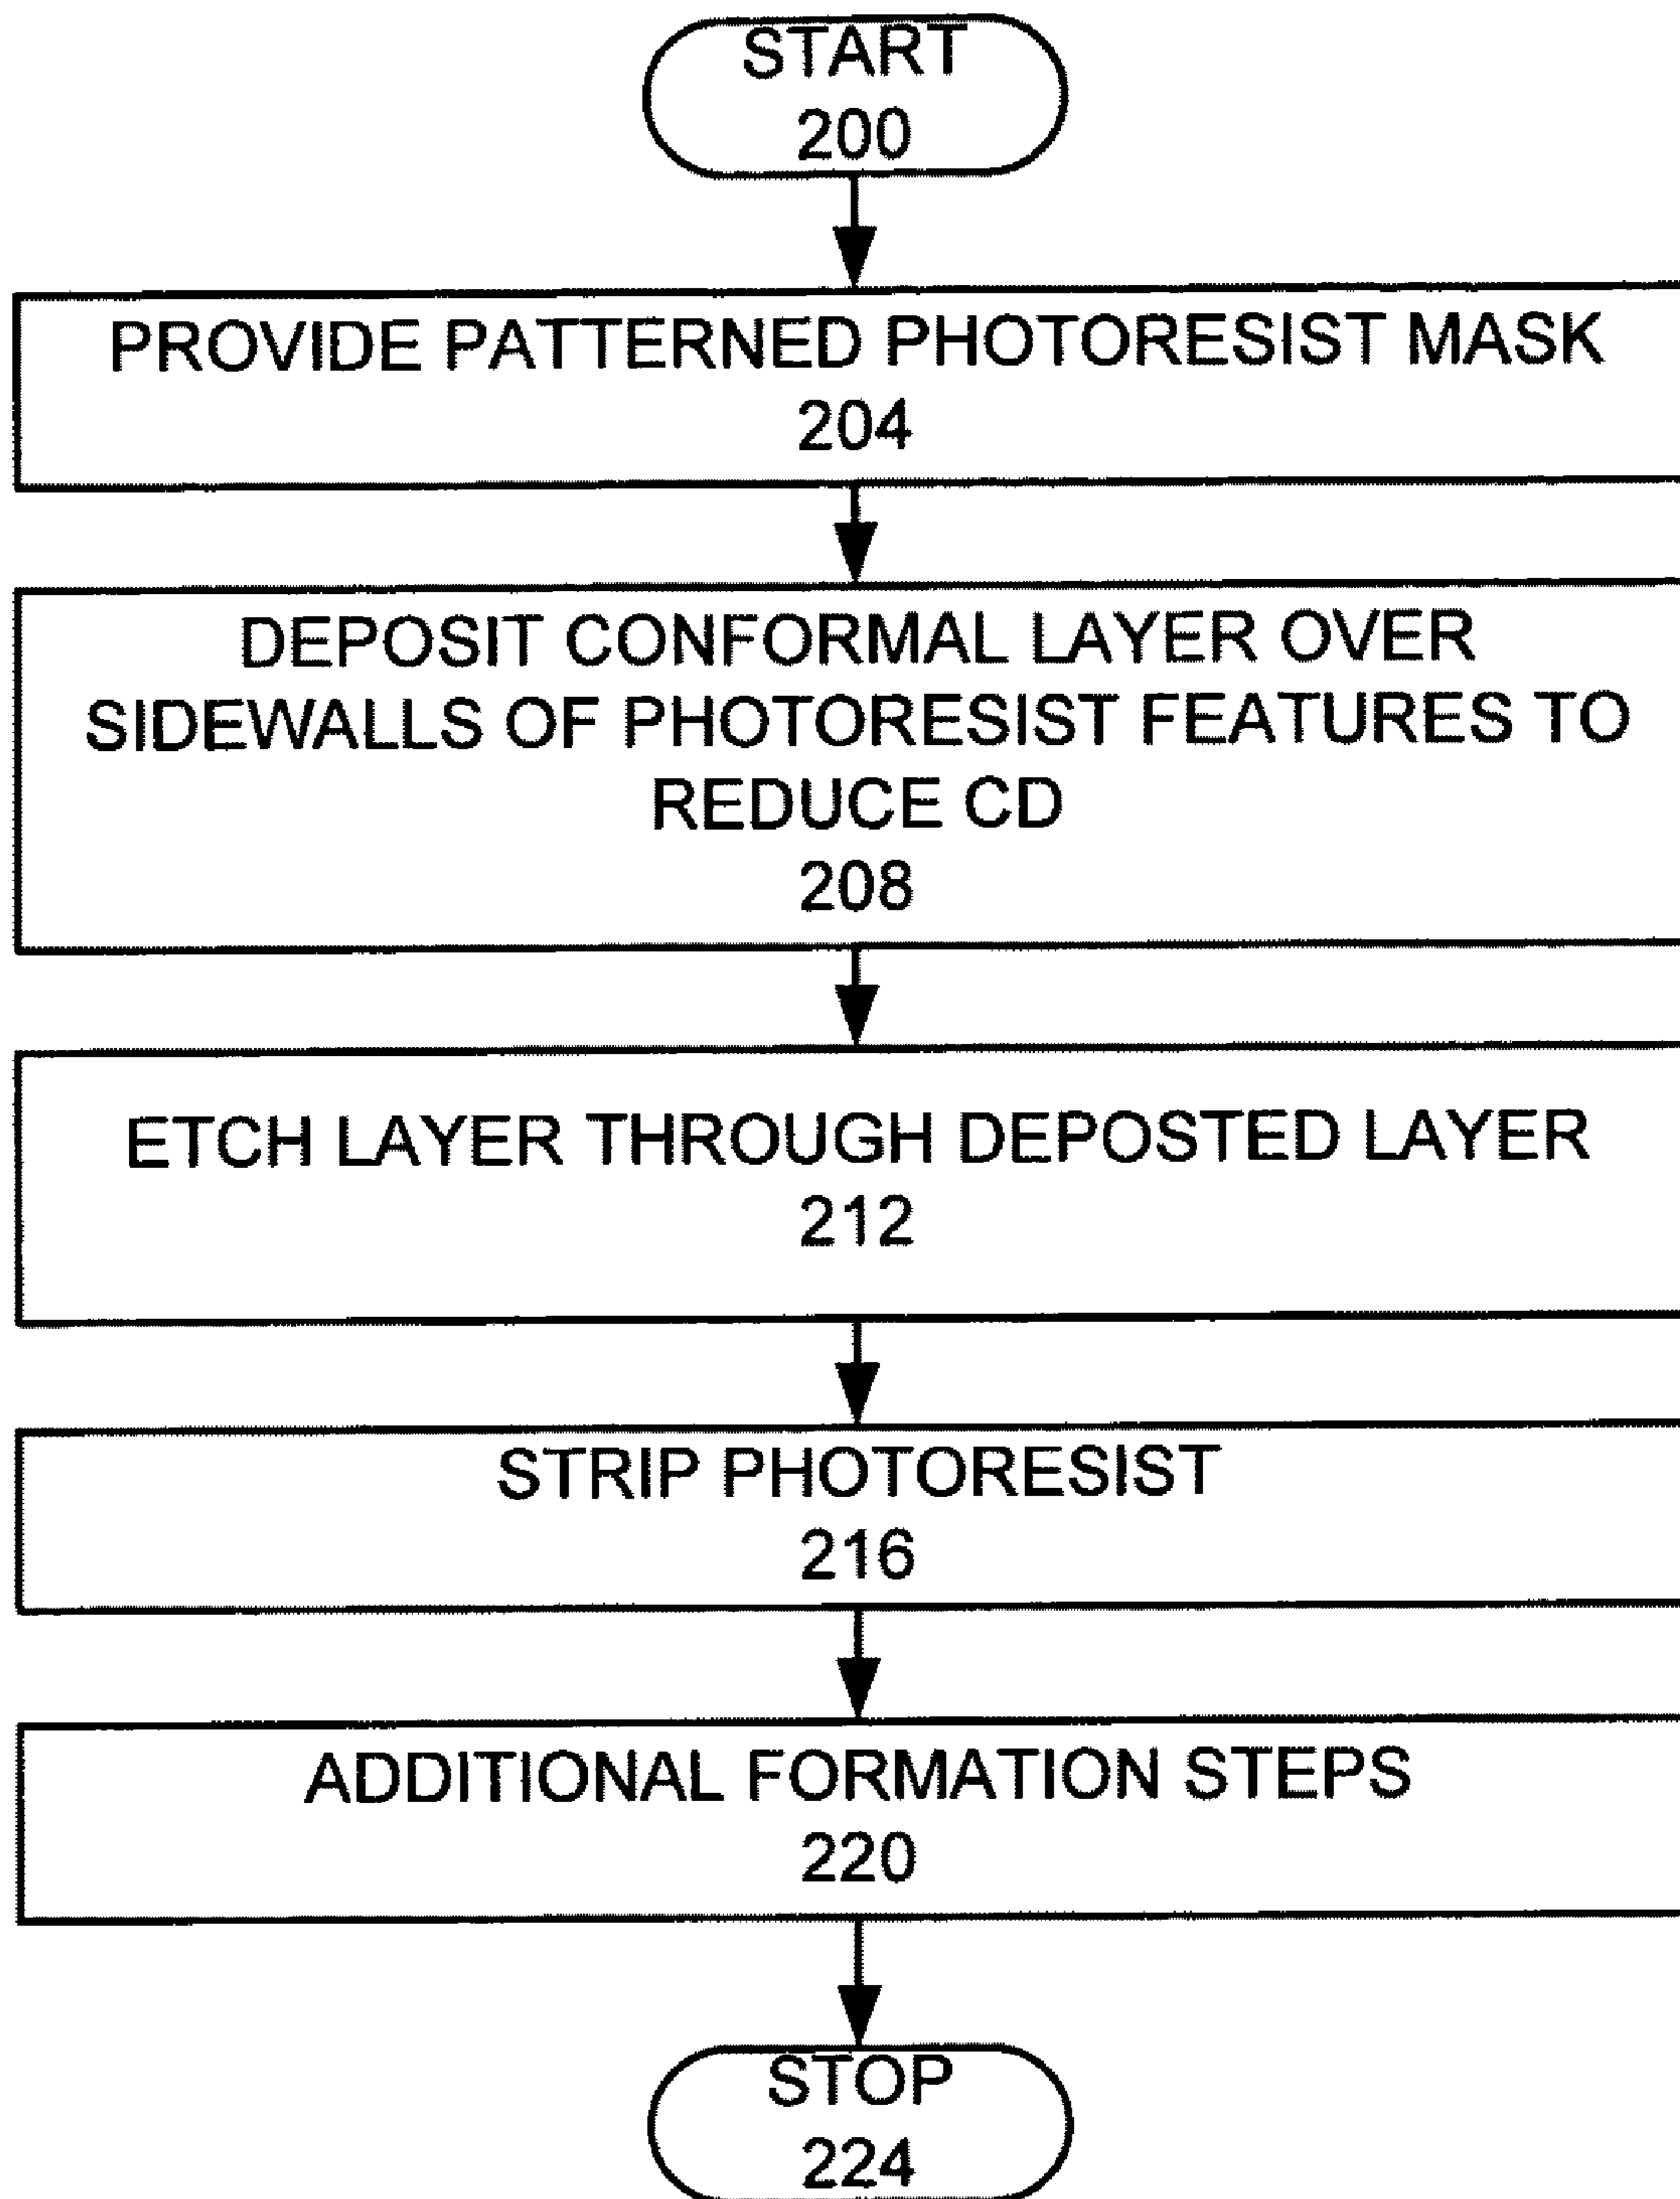 START
200
PROVIDE PATTERNED PHOTORESIST MASK
204
DEPOSIT CONFORMAL LAYER OVER
SIDEWALLS OF PHOTORESIST FEATURES TO
REDUCE CD
208
ETCH LAYER THROUGH DEPOSTED LAYER
212
STRIP PHOTORESIST
216
ADDITIONAL FORMATION STEPS
220
STOP
224